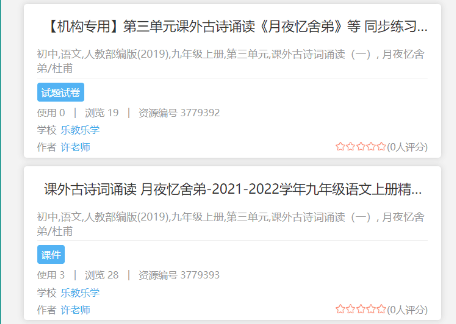 【机构专用】第三单元课外古诗诵读《月夜忆舍弟》等 同步练习...
初中,语文,人教部编版(2019),九年级上册,第三单元,课外古诗词诵读（一）, 月夜忆舍
弟/杜甫
试题试卷
使用 0 | 浏览 19 | 资源编号 3779392
学校 乐教乐学
作者 许老师 (0人评分)
课外古诗词诵读 月夜忆舍弟-2021-2022学年九年级语文上册精...
初中,语文,人教部编版(2019),九年级上册,第三单元,课外古诗词诵读（一）, 月夜忆舍
弟/杜甫
课件
使用 3 | 浏览 28 | 资源编号 3779393
学校 乐教乐学
作者 许老师 (0人评分)